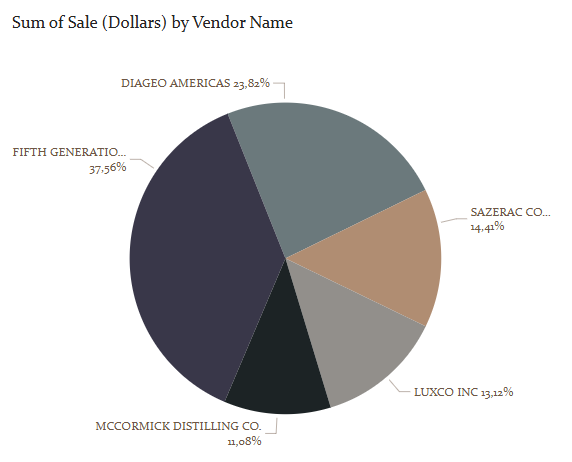 Sum of Sale (Dollars) by Vendor Name
DIAGEO AMERICAS 23,82%
FIFTH GENERATIO...
37,56%
SAZERAC CO...
14,41%
LUXCO INC 13,12%
MCCORMICK DISTILLING CO.
11,08%